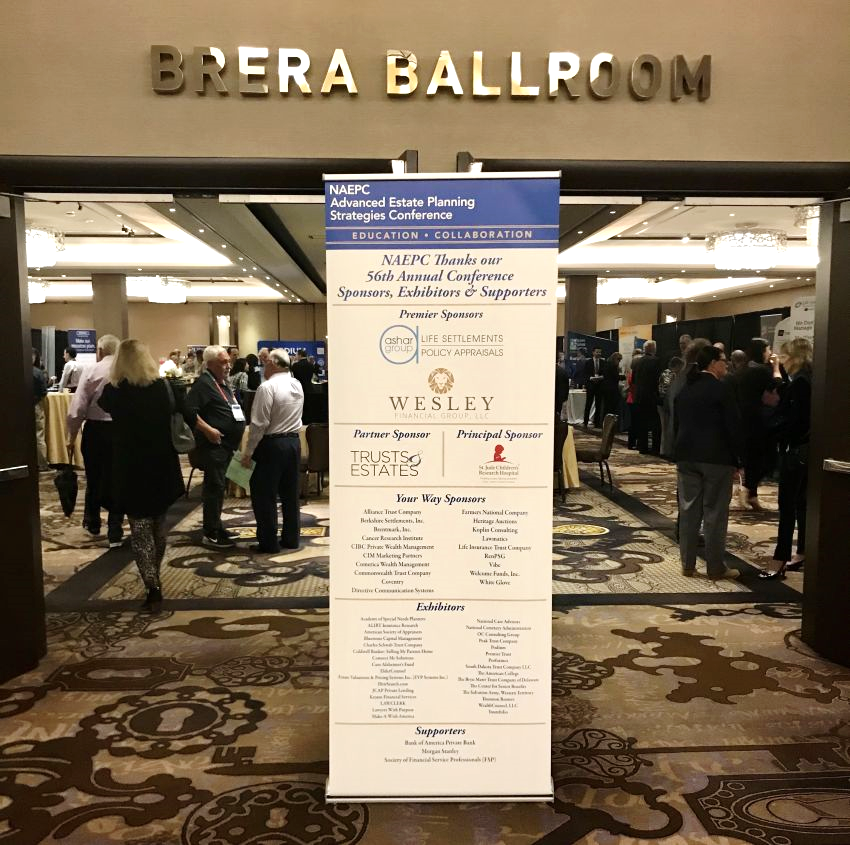 BRERA BALLROOM
NAEPC
Advanced Estate Planning
Strategies Conference
EDUCATION • COLLABORATION
NAEPC Thanks our
56th Annual Conference
Sponsors, Exhibitors & Supporters
Premier Sponsors
ashar
group
LIFE SETTLEMENTS
POLICY APPRAISALS
WESLEY
FINANCIAL GROUP, LLC
Partner Sponsor
TRUSTS &
ESTATES
Principal Sponsor
St. Jude Children's
Research Hospital
Your Way Sponsors
Alliance Trust Company
Berkshire Settlements, Inc.
Brentmark, Inc.
Cancer Research Institute
CIBC Private Wealth Management
CJM Marketing Partners
Comerica Wealth Management
Commonwealth Trust Company
Coventry
Directive Communication Systems
Farmers National Company
Heritage Auctions
Koplin Consulting
Lawmatics
Life Insurance Trust Company
RenPSG
Vibe
Welcome Funds, Inc.
White Glove
Exhibitors
Academy of Special Needs Planners
ALIRT Insurance Research
American Society of Appraisers
Capital Management
Charles Schwab Trust Company
Coldwell Banker: Selling My Parents Home
Connect Me Solutions
Cure Alzheimer's Fund
ElderCounsel
Estate Valuations & Pricing Systems Inc. [EVP Systems Inc.]
HeirSearch.com
JCAP Private Lending
Financial Services
LAWCLERK
Lawyers With Purpose
Make-A-Wish America
National Care Advisors
National Cemetery Administration
OC Consulting Group
Peak Trust Company
Podium
Premier Trust
South Dakota Trust Company LLC
The American College
The Bryn Mawr Trust Company of Delaware
The Center for Senior Benefits
The Salvation Army, Western Territory
Thomson Reuters
WealthCounsel, LLC
Supporters
Bank of America Private Bank
Morgan Stanley
Society of Financial Service Professionals [FSP]